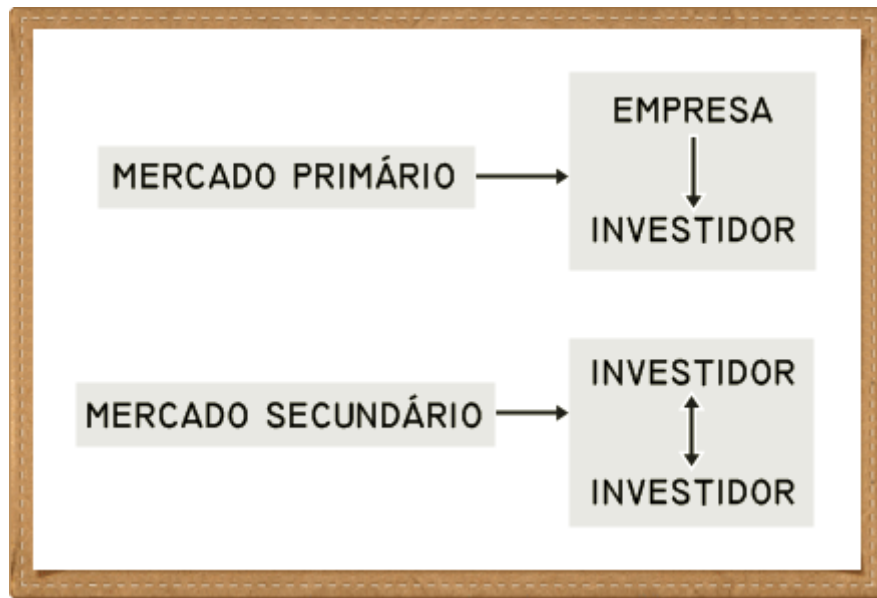 EMPRESA
MERCADO PRIMÁRIO
INVESTIDOR
INVESTIDOR
MERCADO SECUNDÁRIO
INVESTIDOR